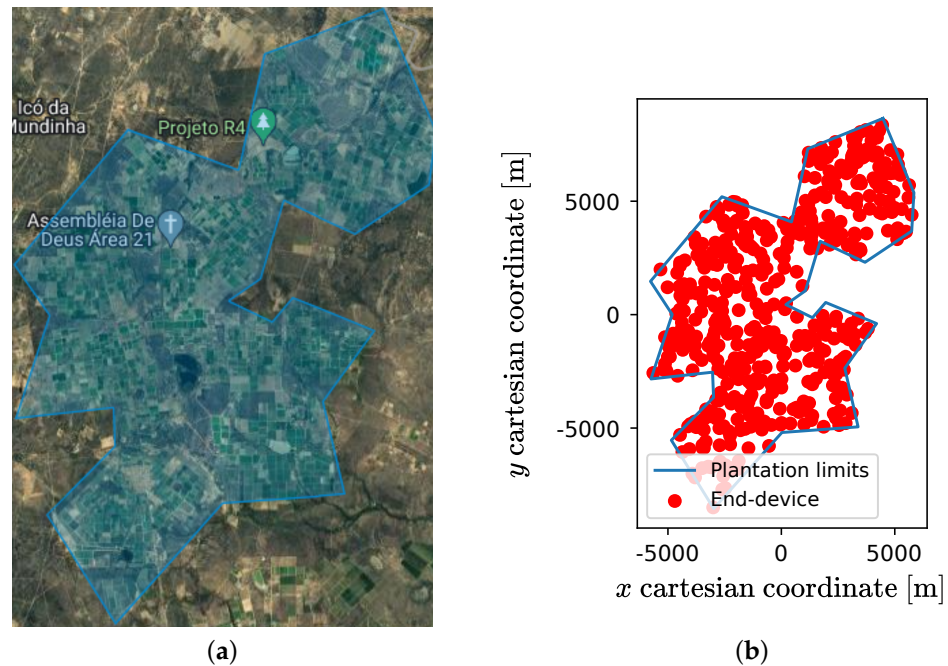 Icó da
Mundinha
Projeto R4
Assembléia De
Deus Área 21
(a)
y cartesian coordinate [m]
5000
0
-5000
Plantation limits
End-device
-5000 0 5000
x cartesian coordinate [m]
(b)